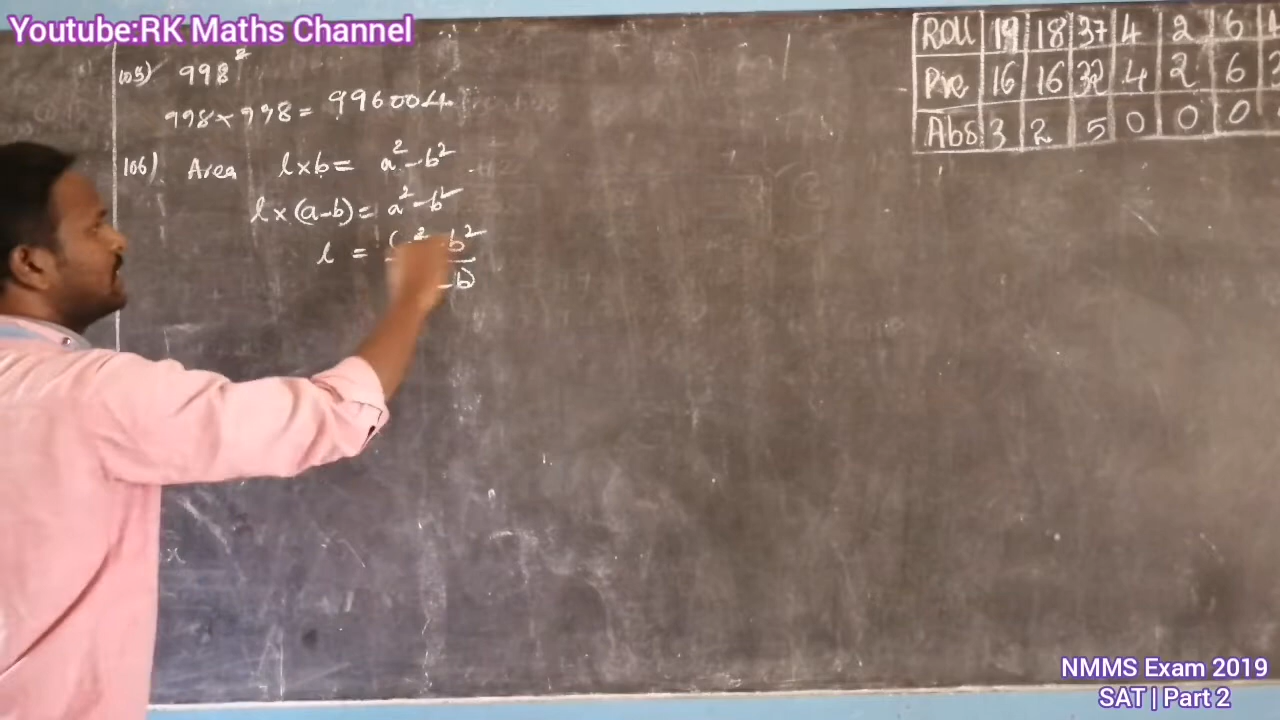 Youtube:RK Maths Channel
105) 998²
998 × 998 = 996004
106) Area l×b = a²-b²
l×(a-b) = a²-b²
l = b²
-b)
Roll 19 18 37 4 2 6
Pre 16 16 32 4 2 6
Abs 3 2 5 0 0 0
x
NMMS Exam 2019
SAT | Part 2